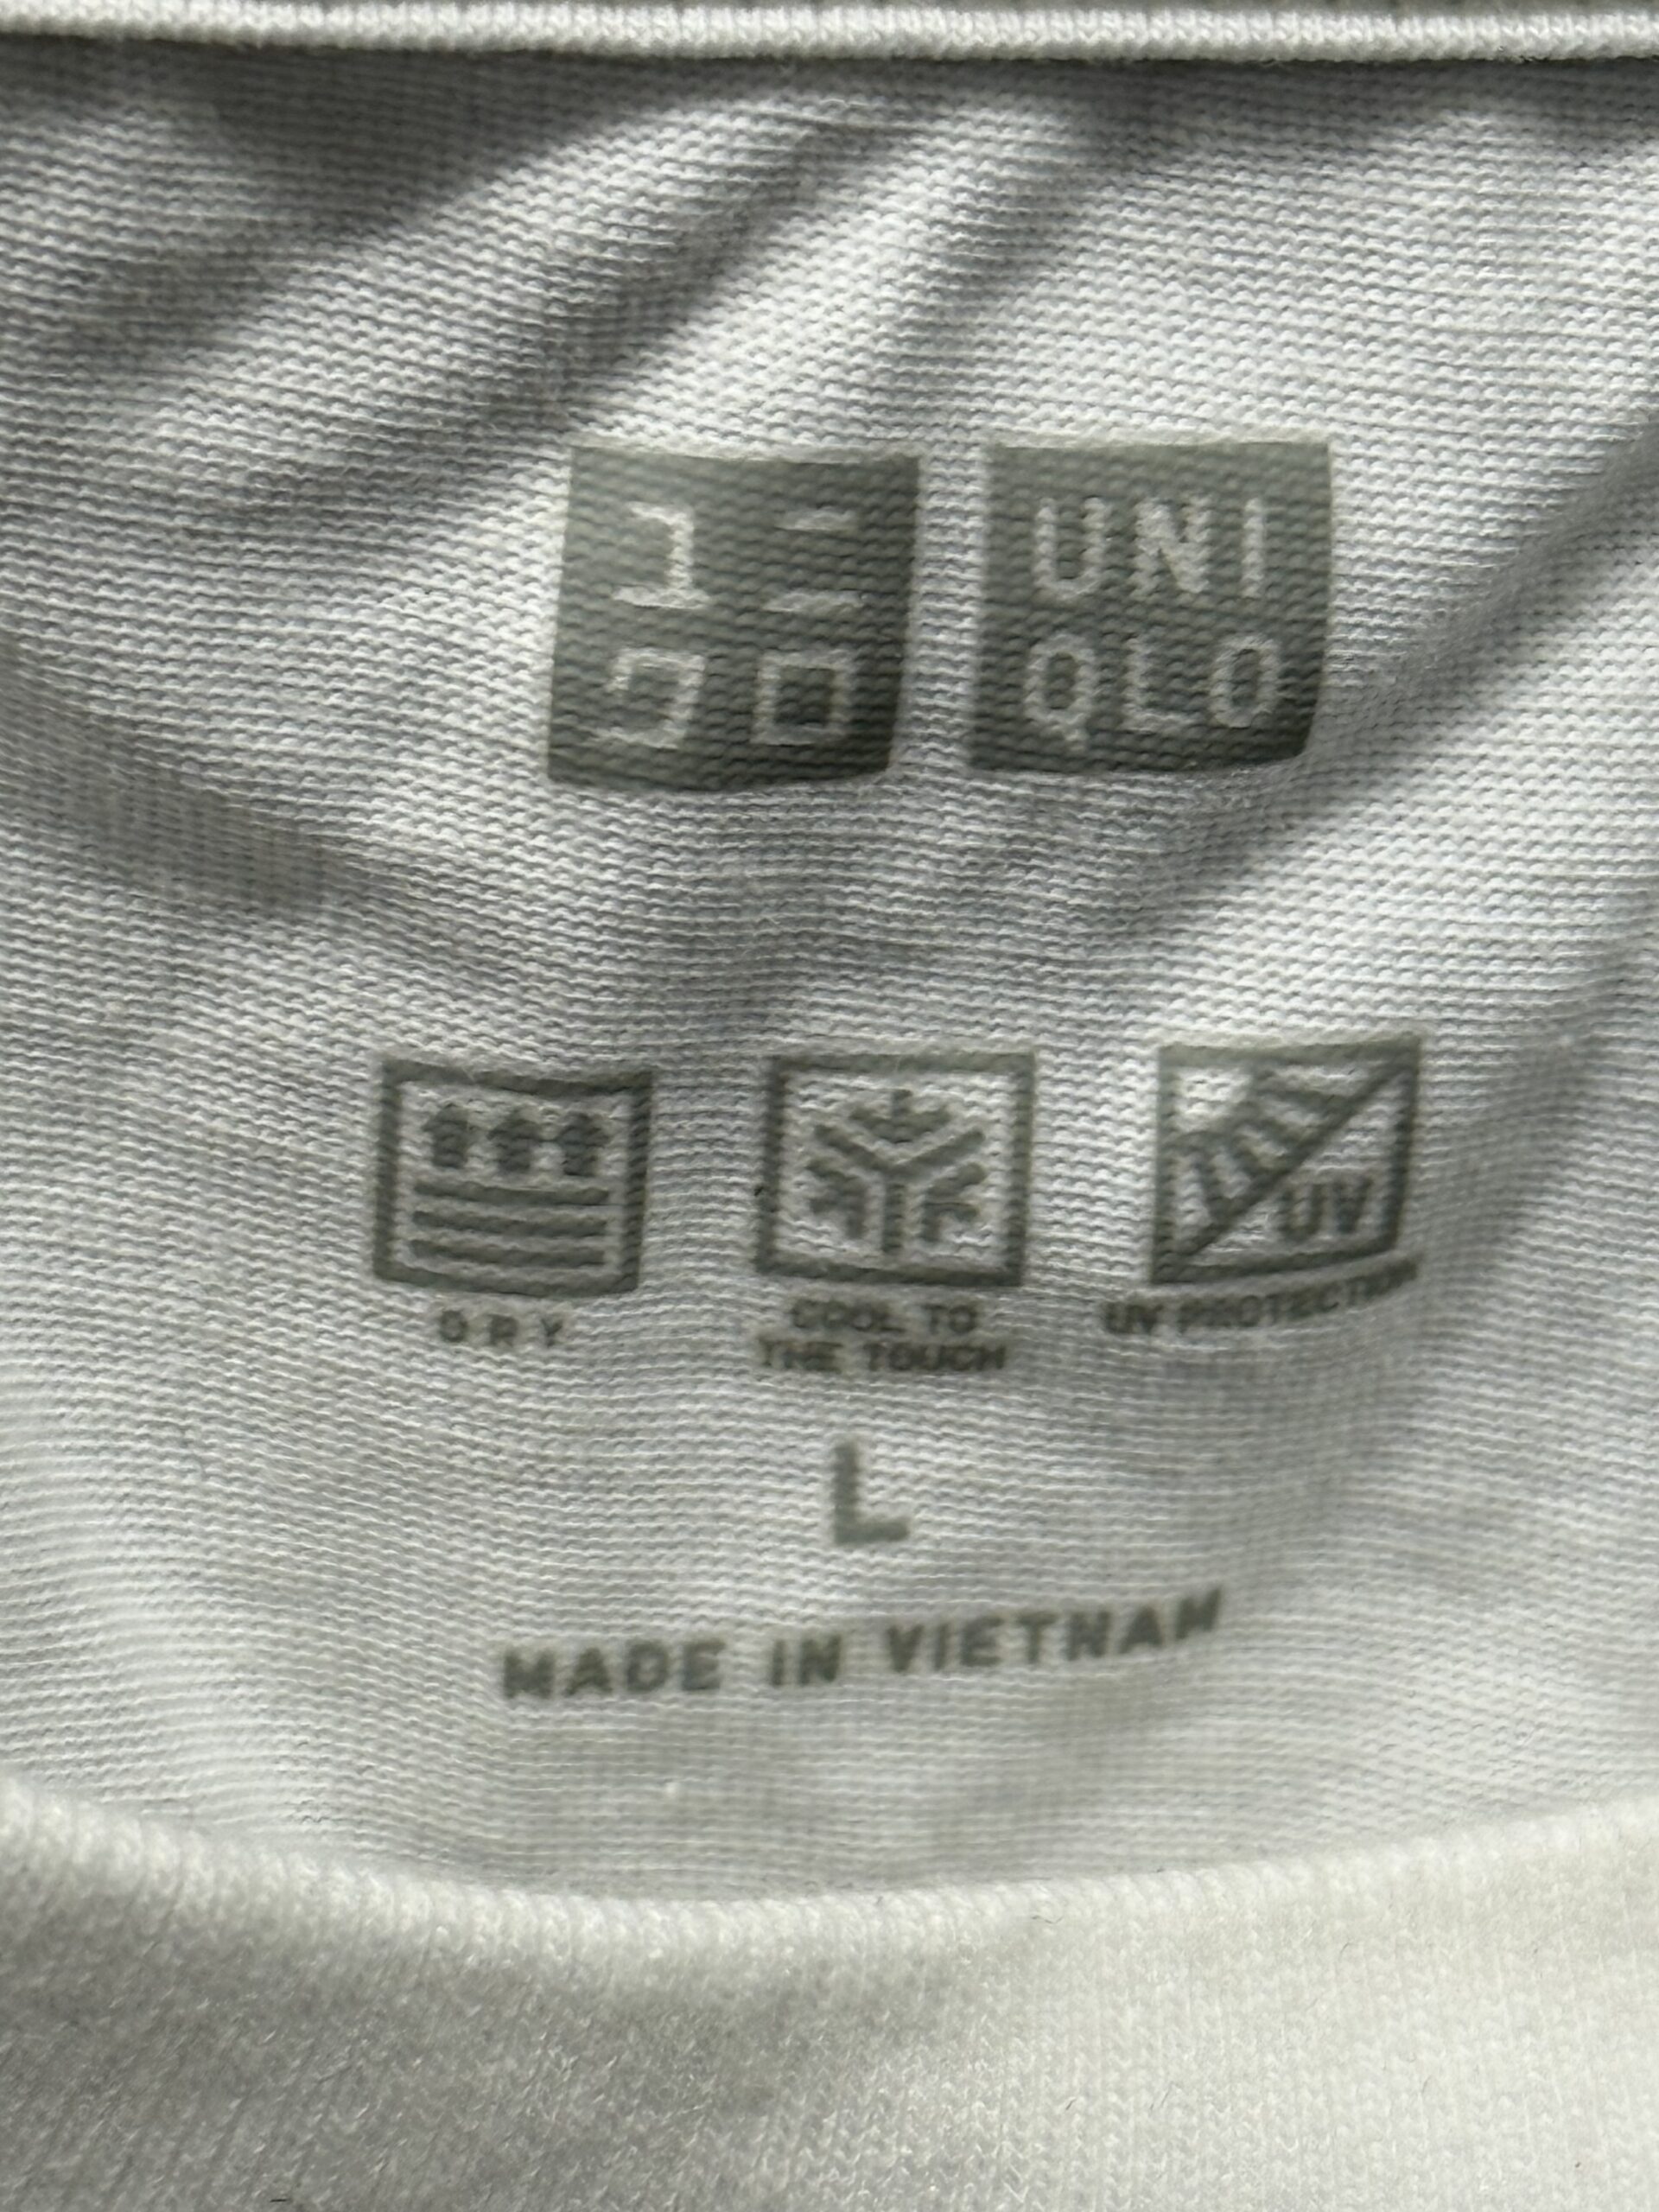 ユニ
クロ
UNI
QLO
UV
DRY
COOL TO
THE TOUCH
UV PROTECTION
L
MADE IN VIETNAM